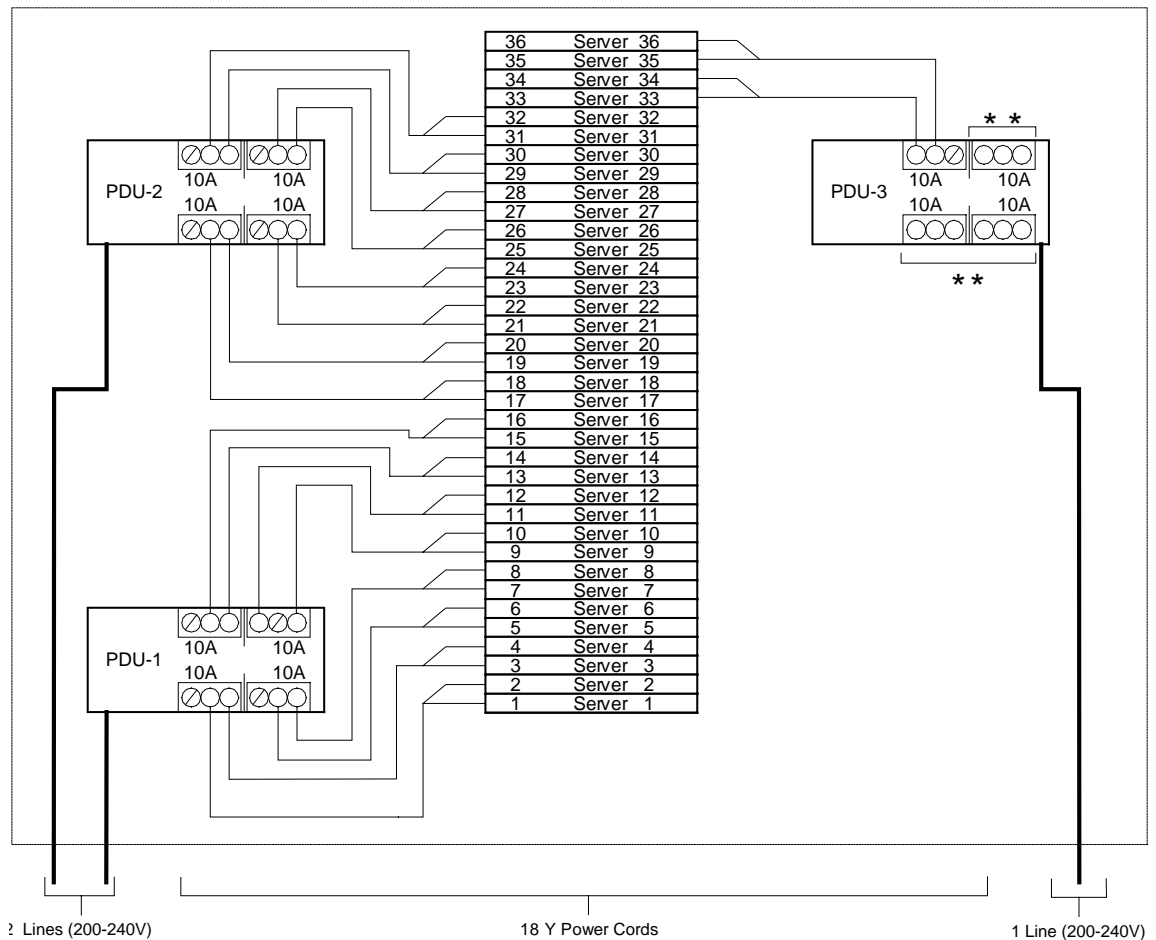 36 Server 36
35 Server 35
34 Server 34
33 Server 33
32 Server 32
31 Server 31
30 Server 30
29 Server 29
28 Server 28
27 Server 27
26 Server 26
25 Server 25
24 Server 24
23 Server 23
22 Server 22
21 Server 21
20 Server 20
19 Server 19
18 Server 18
17 Server 17
16 Server 16
15 Server 15
14 Server 14
13 Server 13
12 Server 12
11 Server 11
10 Server 10
9 Server 9
8 Server 8
7 Server 7
6 Server 6
5 Server 5
4 Server 4
3 Server 3
2 Server 2
1 Server 1
PDU-2
10A 10A
10A 10A
PDU-1
10A 10A
10A 10A
* *
PDU-3
10A 10A
10A 10A
* *
2 Lines (200-240V)
18 Y Power Cords
1 Line (200-240V)